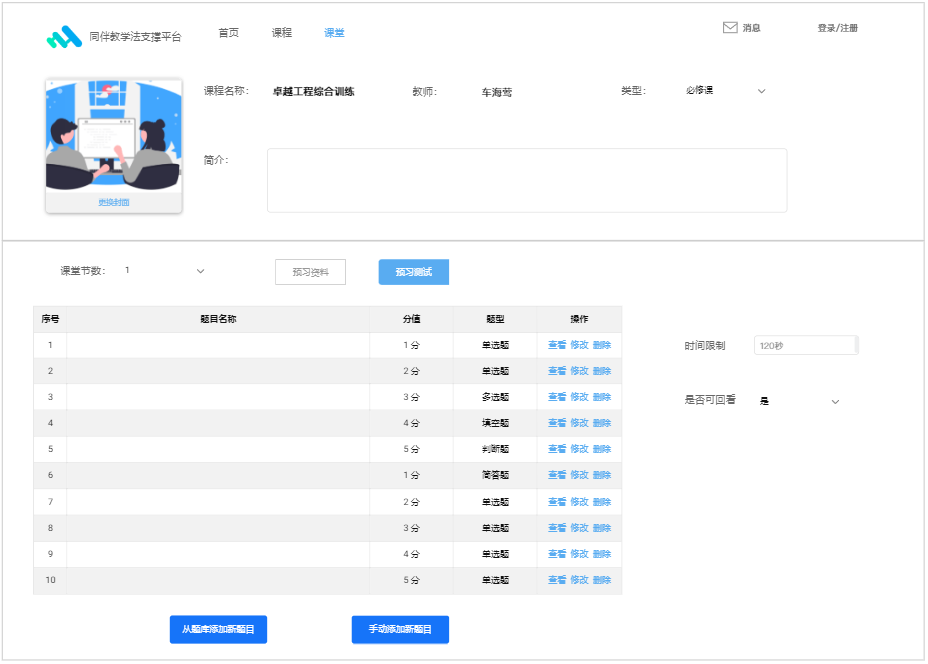 同伴教学法支撑平台 首页 课程 课堂 消息 登录/注册
课程名称： 卓越工程综合训练 教师： 车海莺 类型： 必修课
简介：
更换封面
课堂节数： 1 预习资料 预习测试
序号 题目名称 分值 题型 操作
1 1 分 单选题 查看 修改 删除
2 2 分 单选题 查看 修改 删除
3 3 分 多选题 查看 修改 删除
4 4 分 填空题 查看 修改 删除
5 5 分 判断题 查看 修改 删除
6 1 分 简答题 查看 修改 删除
7 2 分 单选题 查看 修改 删除
8 3 分 单选题 查看 修改 删除
9 4 分 单选题 查看 修改 删除
10 5 分 单选题 查看 修改 删除
时间限制 120秒
是否可回看 是
从题库添加新题目 手动添加新题目